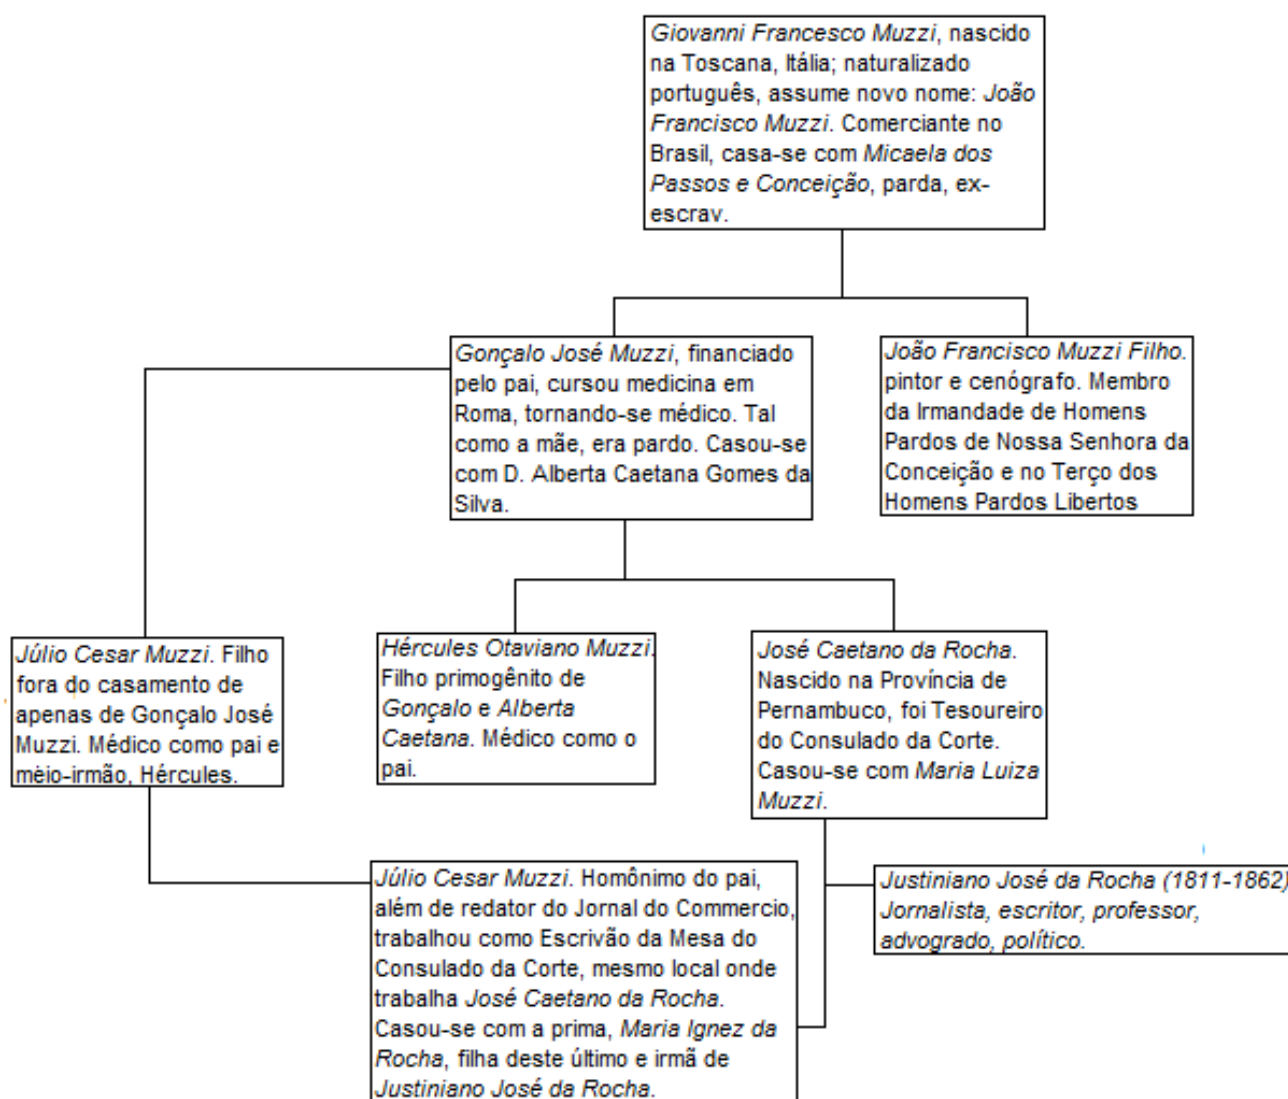 Giovanni Francesco Muzzi, nascido
na Toscana, Itália; naturalizado
português, assume novo nome: João
Francisco Muzzi. Comerciante no
Brasil, casa-se com Micaela dos
Passos e Conceição, parda, ex-
escrav.
Gonçalo José Muzzi, financiado
pelo pai, cursou medicina em
Roma, tornando-se médico. Tal
como a mãe, era pardo. Casou-se
com D. Alberta Caetana Gomes da
Silva.
João Francisco Muzzi Filho.
pintor e cenógrafo. Membro
da Irmandade de Homens
Pardos de Nossa Senhora da
Conceição e no Terço dos
Homens Pardos Libertos
Júlio Cesar Muzzi. Filho
fora do casamento de
apenas de Gonçalo José
Muzzi. Médico como pai e
meio-irmão, Hércules.
Hércules Otaviano Muzzi.
Filho primogênito de
Gonçalo e Alberta
Caetana. Médico como o
pai.
José Caetano da Rocha.
Nascido na Província de
Pernambuco, foi Tesoureiro
do Consulado da Corte.
Casou-se com Maria Luiza
Muzzi.
Júlio Cesar Muzzi. Homônimo do pai,
além de redator do Jornal do Commercio,
trabalhou como Escrivão da Mesa do
Consulado da Corte, mesmo local onde
trabalha José Caetano da Rocha.
Casou-se com a prima, Maria Ignez da
Rocha, filha deste último e irmã de
Justiniano José da Rocha.
Justiniano José da Rocha (1811-1862)
Jornalista, escritor, professor,
advogrado, político.